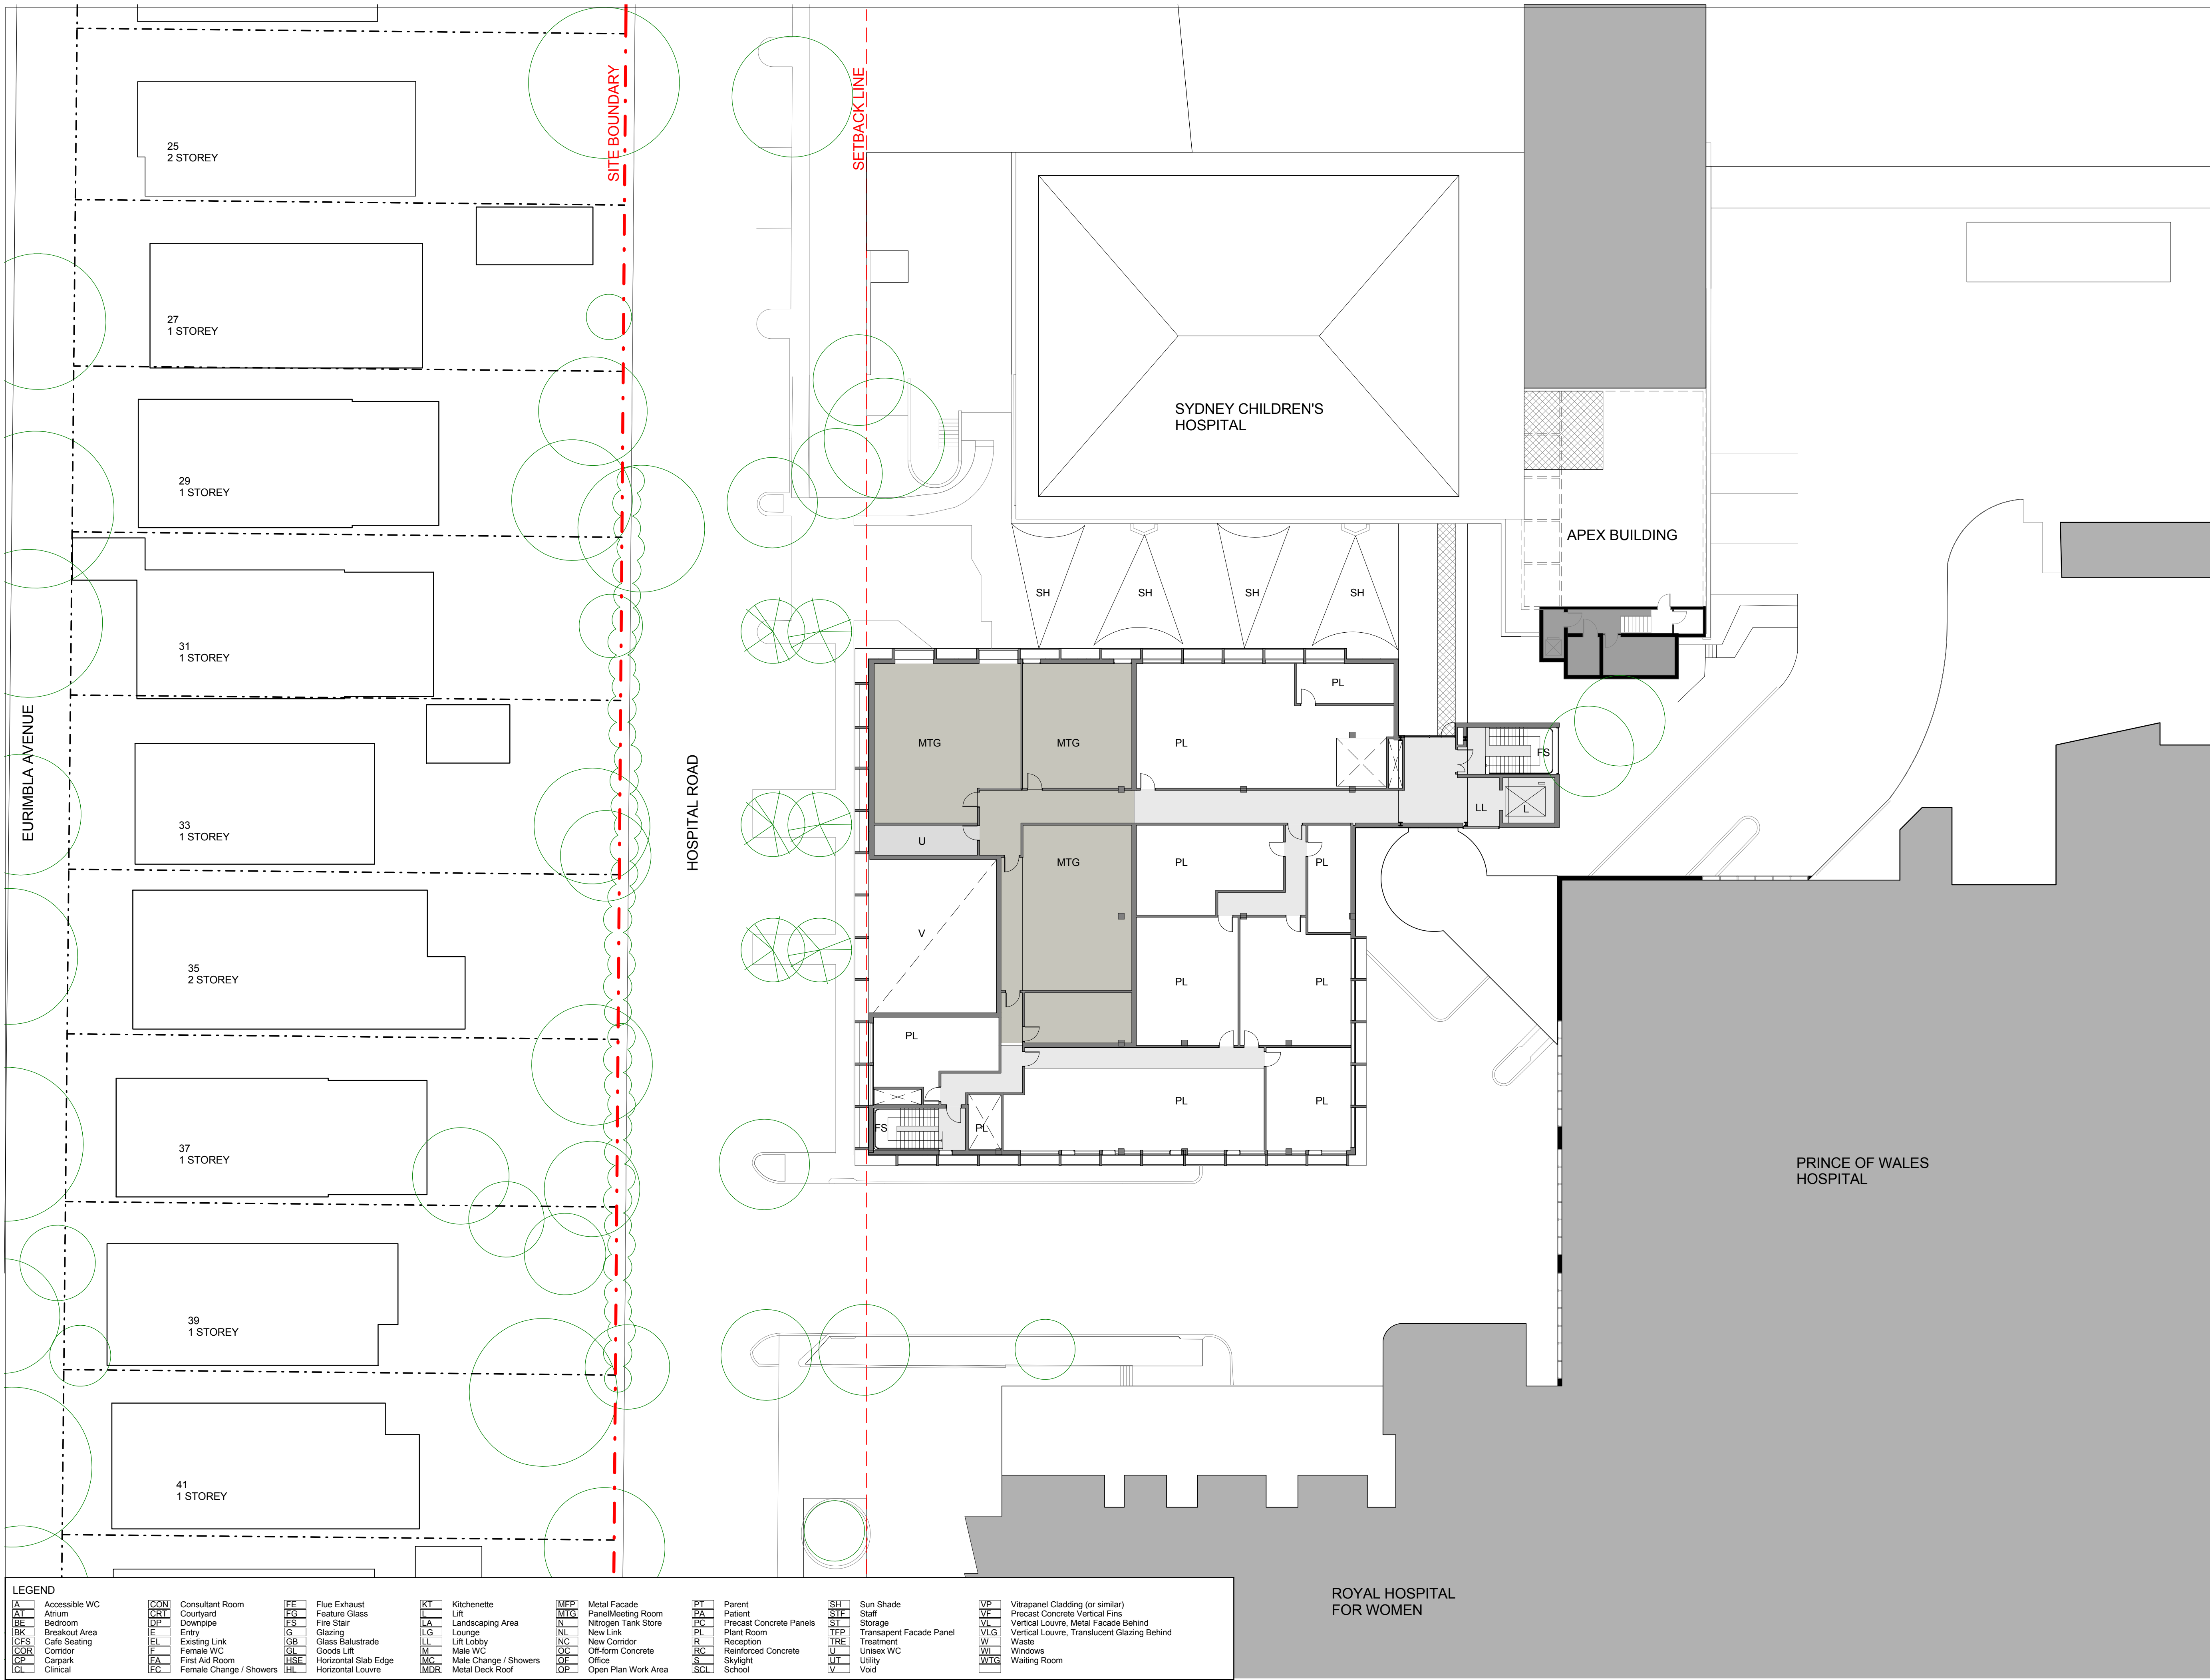 SITE BOUNDARY
SETBACK LINE
25
2 STOREY
27
1 STOREY
29
1 STOREY
31
1 STOREY
33
1 STOREY
35
2 STOREY
37
1 STOREY
39
1 STOREY
41
1 STOREY
EURIMBLA AVENUE
HOSPITAL ROAD
SYDNEY CHILDREN'S
HOSPITAL
APEX BUILDING
SH
SH
SH
SH
MTG
MTG
PL
PL
FS
LL
L
U
MTG
PL
PL
V
PL
PL
PL
PL
PL
FS
PL
PRINCE OF WALES
HOSPITAL
ROYAL HOSPITAL
FOR WOMEN
LEGEND
A Accessible WC
AT Atrium
BE Bedroom
BK Breakout Area
CFS Cafe Seating
COR Corridor
CP Carpark
CL Clinical
CON Consultant Room
CRT Courtyard
DP Downpipe
E Entry
EL Existing Link
F Female WC
FA First Aid Room
FC Female Change / Showers
FE Flue Exhaust
FG Feature Glass
FS Fire Stair
G Glazing
GB Glass Balustrade
GL Goods Lift
HSE Horizontal Slab Edge
HL Horizontal Louvre
KT Kitchenette
L Lift
LA Landscaping Area
LG Lounge
LL Lift Lobby
M Male WC
MC Male Change / Showers
MDR Metal Deck Roof
MFP Metal Facade
MTG PanelMeeting Room
N Nitrogen Tank Store
NL New Link
NC New Corridor
OC Off-form Concrete
OF Office
OP Open Plan Work Area
PT Parent
PA Patient
PC Precast Concrete Panels
PL Plant Room
R Reception
RC Reinforced Concrete
S Skylight
SCL School
SH Sun Shade
STF Staff
ST Storage
TFP Transapent Facade Panel
TRE Treatment
U Unisex WC
UT Utility
V Void
VP Vitrapanel Cladding (or similar)
VF Precast Concrete Vertical Fins
VL Vertical Louvre, Metal Facade Behind
VLG Vertical Louvre, Translucent Glazing Behind
W Waste
WI Windows
WTG Waiting Room